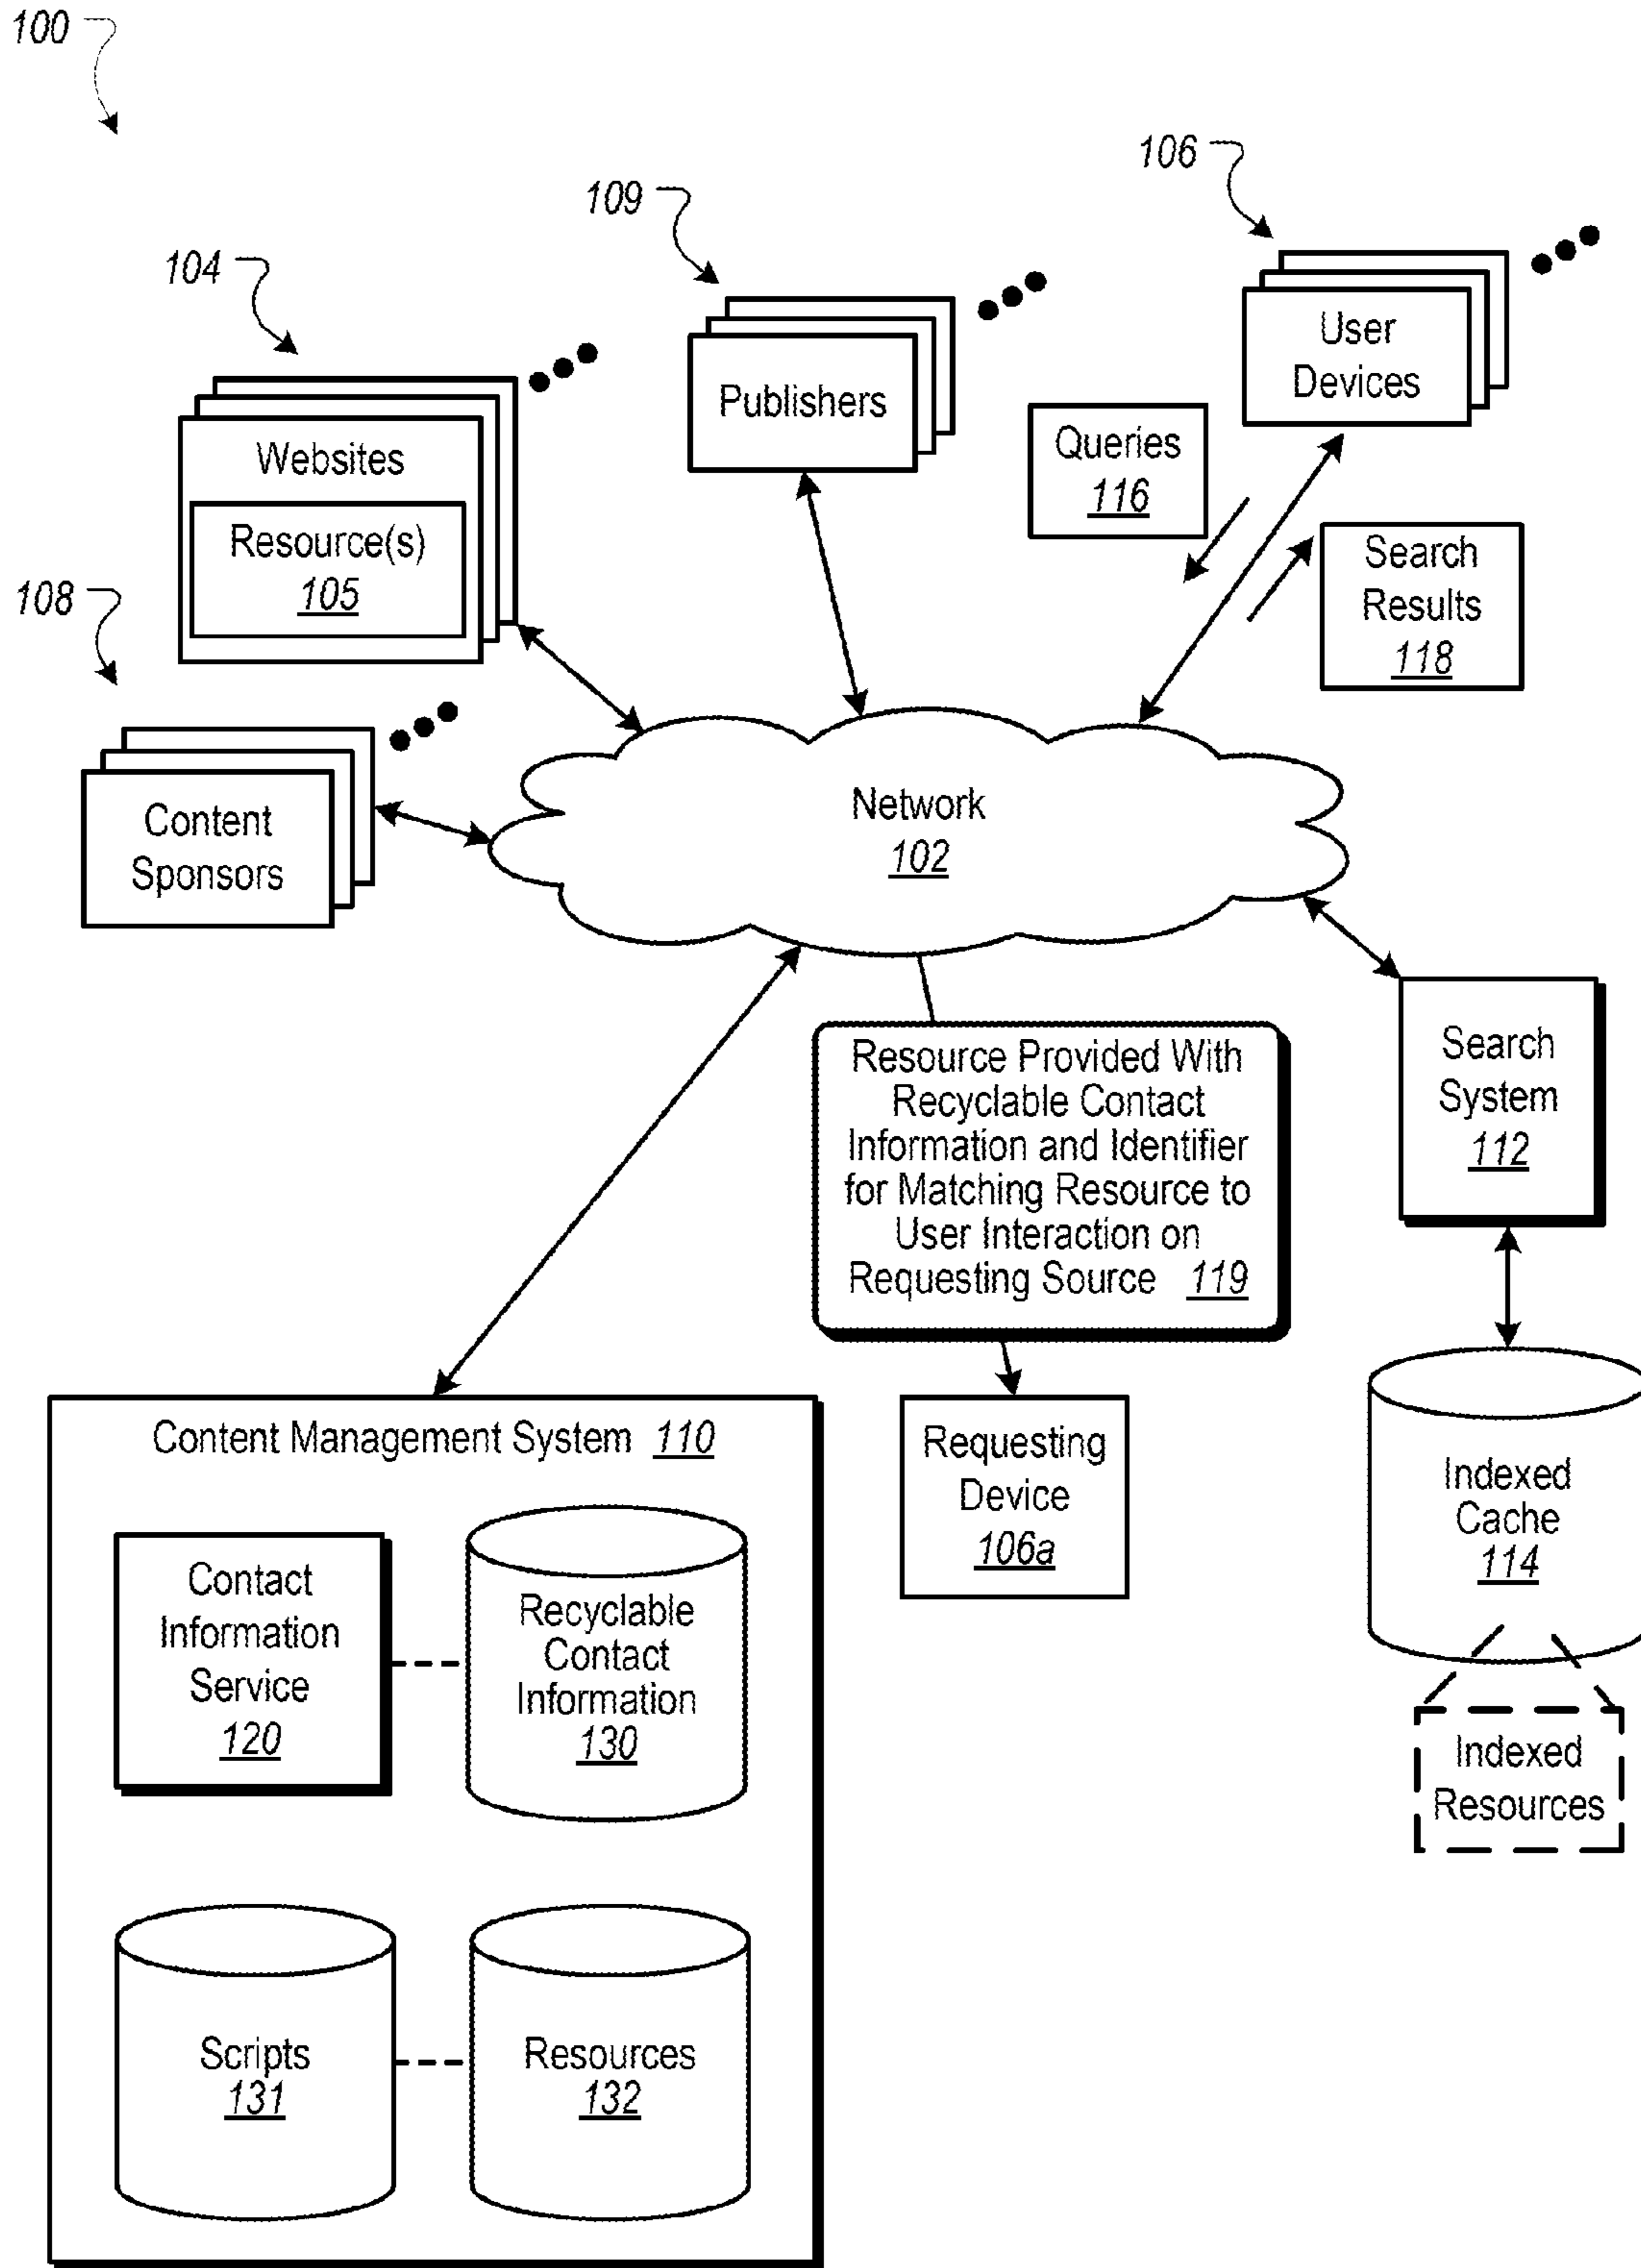 100
106
109
104
User
Devices
Publishers
Queries
116
Websites
Resource(s)
105
Search
Results
118
108
Content
Sponsors
Network
102
Resource Provided With
Recyclable Contact
Information and Identifier
for Matching Resource to
User Interaction on
Requesting Source 119
Search
System
112
Content Management System 110
Requesting
Device
106a
Indexed
Cache
114
Contact
Information
Service
120
Recyclable
Contact
Information
130
Indexed
Resources
Scripts
131
Resources
132